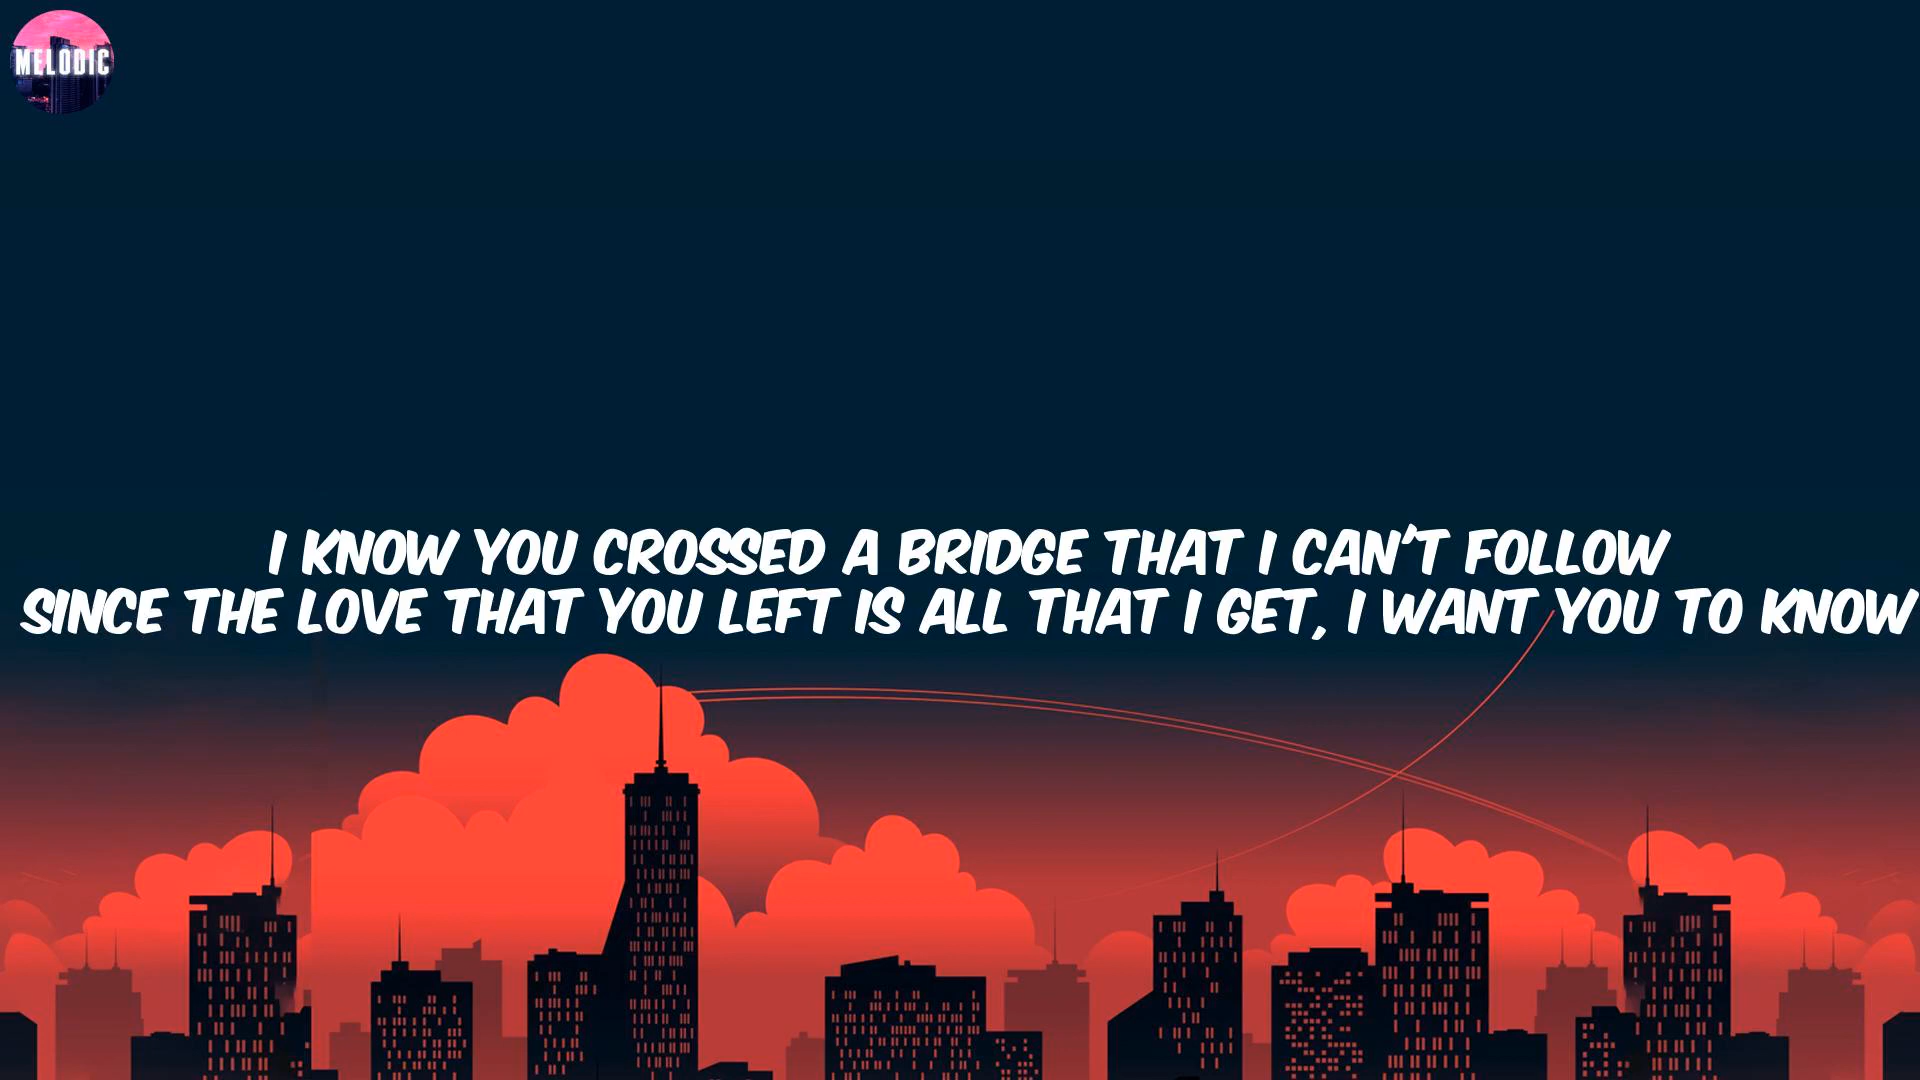 MELODIC
I KNOW YOU CROSSED A BRIDGE THAT I CAN'T FOLLOW
SINCE THE LOVE THAT YOU LEFT IS ALL THAT I GET, I WANT YOU TO KNOW